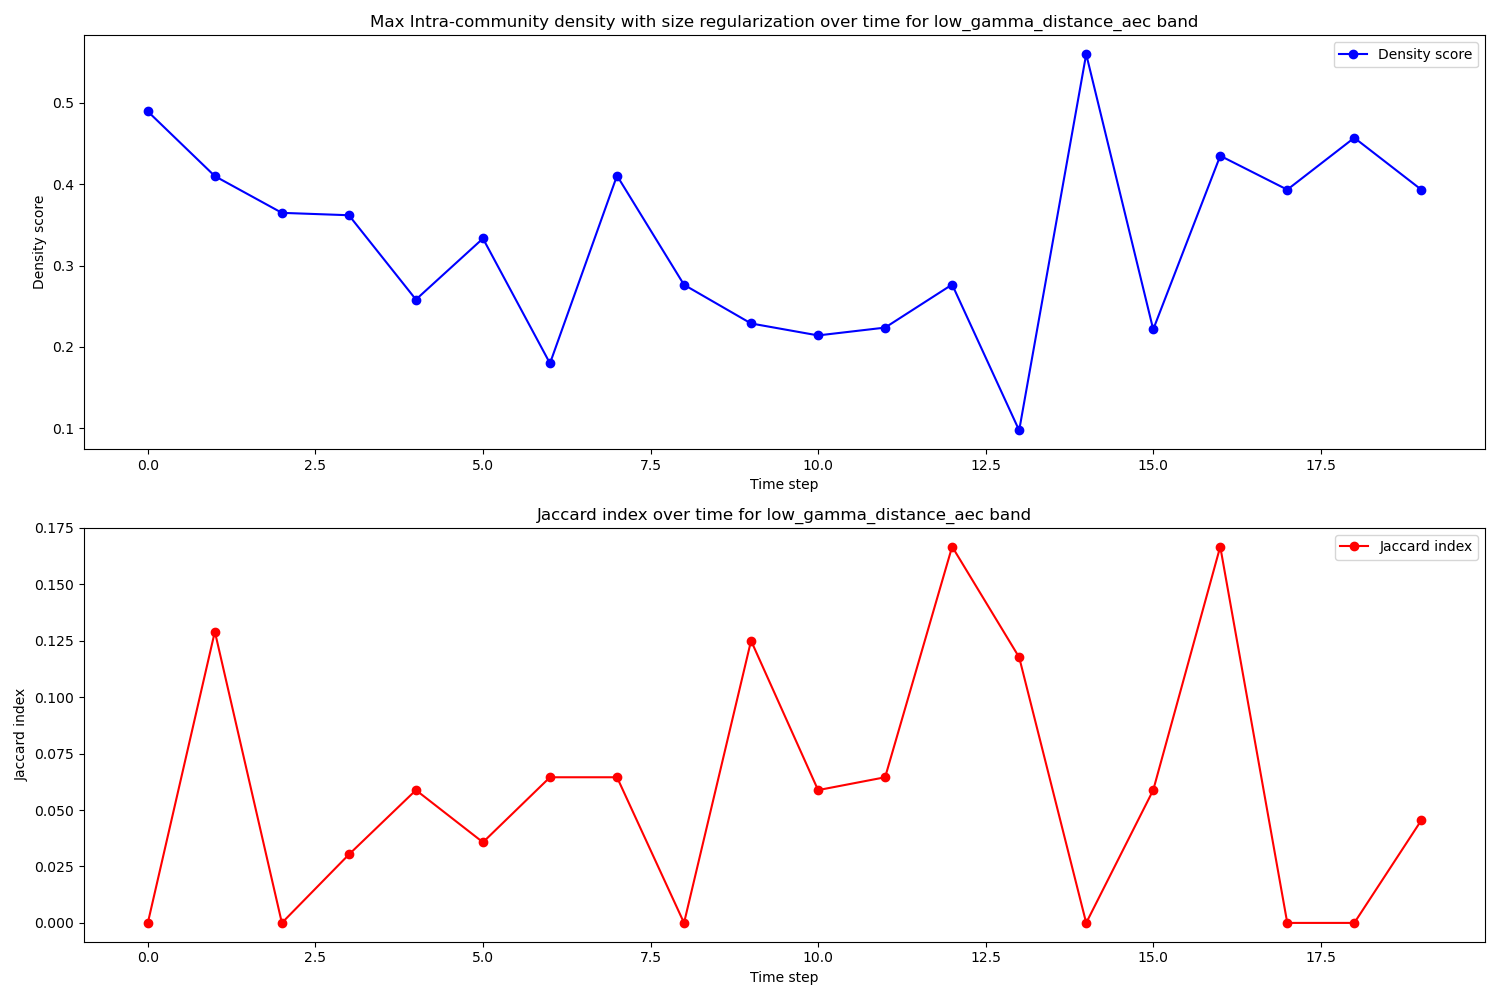 Max Intra-community density with size regularization over time for low_gamma_distance_aec band
Density score
0.5
0.4
0.3
0.2
0.1
Density score
0.0 2.5 5.0 7.5 10.0 12.5 15.0 17.5
Time step
Jaccard index over time for low_gamma_distance_aec band
Jaccard index
0.175
0.150
0.125
0.100
0.075
0.050
0.025
0.000
Jaccard index
0.0 2.5 5.0 7.5 10.0 12.5 15.0 17.5
Time step